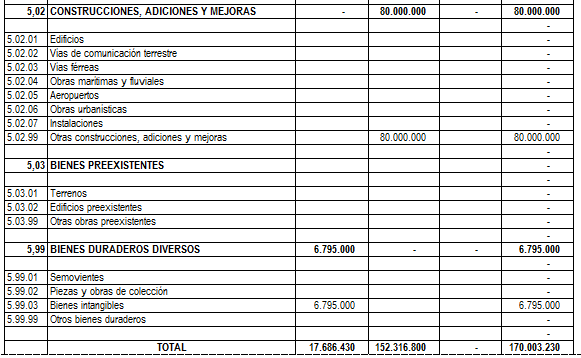 5,02 CONSTRUCCIONES, ADICIONES Y MEJORAS - 80.000.000 - 80.000.000
-
5.02.01 Edificios -
5.02.02 Vías de comunicación terrestre -
5.02.03 Vías férreas -
5.02.04 Obras marítimas y fluviales -
5.02.05 Aeropuertos -
5.02.06 Obras urbanísticas -
5.02.07 Instalaciones -
5.02.99 Otras construcciones, adiciones y mejoras 80.000.000 80.000.000
-
5,03 BIENES PREEXISTENTES -
-
5.03.01 Terrenos -
5.03.02 Edificios preexistentes -
5.03.99 Otras obras preexistentes -
-
5,99 BIENES DURADEROS DIVERSOS 6.795.000 - - 6.795.000
-
5.99.01 Semovientes -
5.99.02 Piezas y obras de colección -
5.99.03 Bienes intangibles 6.795.000 6.795.000
5.99.99 Otros bienes duraderos -
-
TOTAL 17.686.430 152.316.800 - 170.003.230